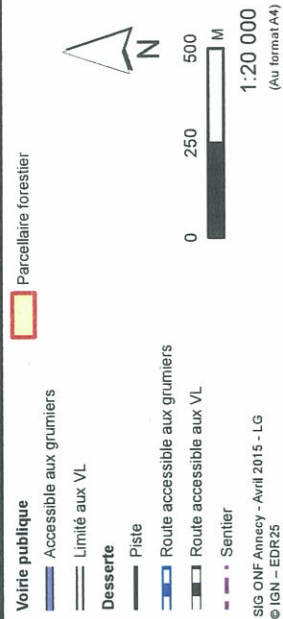 Voirie publique
Accessible aux grumiers
Limité aux VL
Desserte
Piste
Route accessible aux grumiers
Route accessible aux VL
Sentier
Parcellaire forestier
N
0 250 500
M
1:20 000
(Au format A4)
SIG ONF Annecy - Avril 2015 - LG
© IGN – EDR25